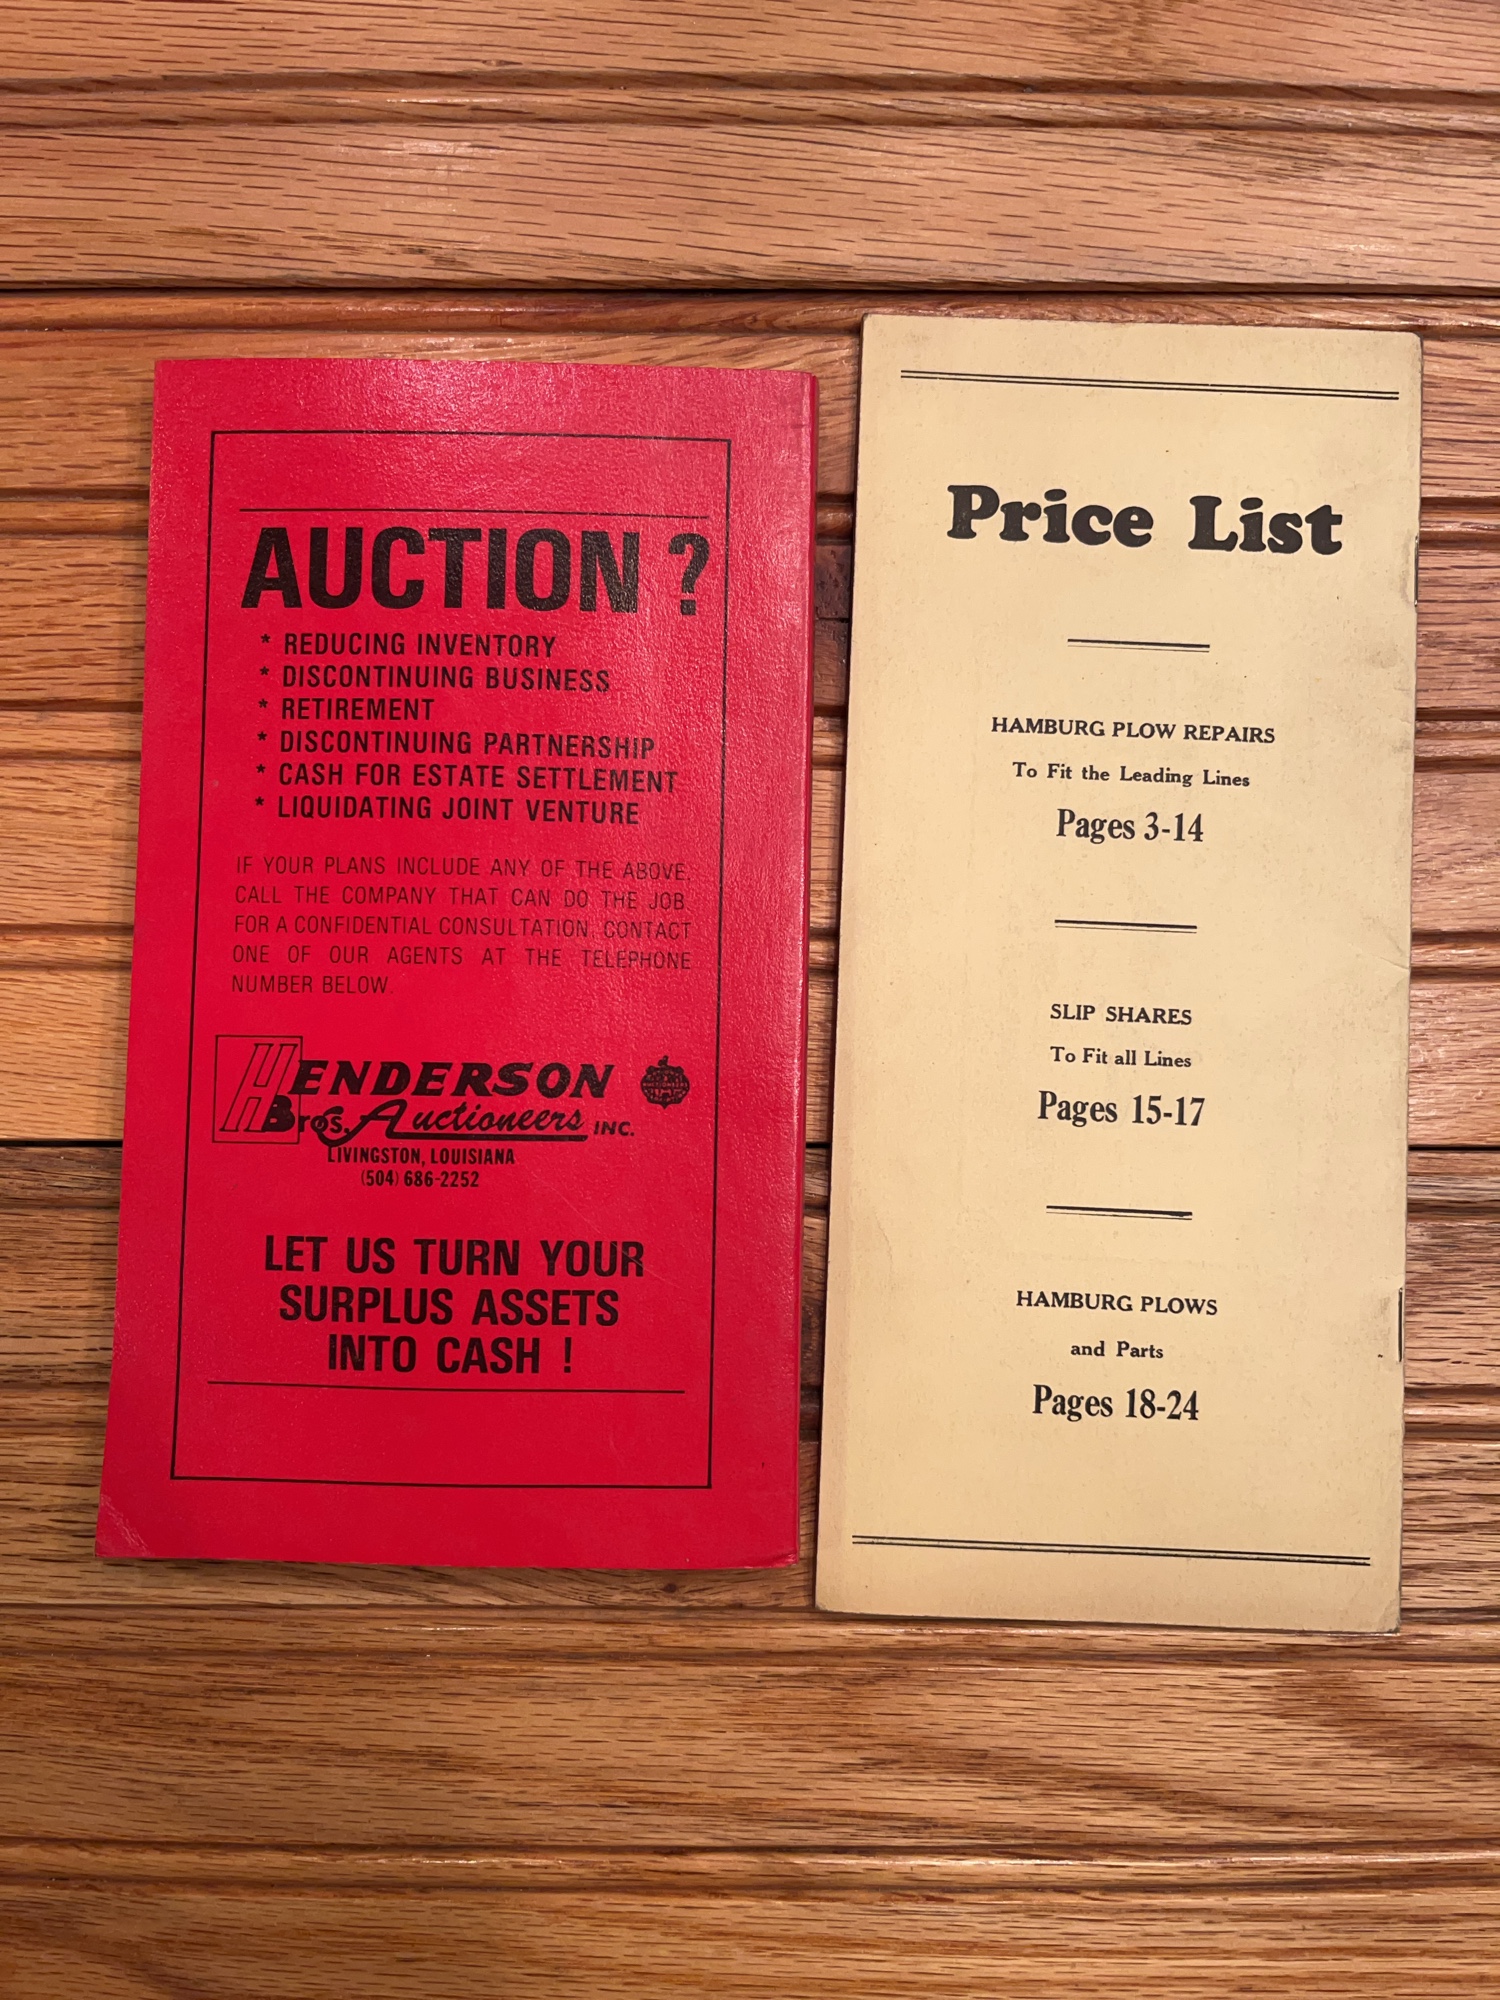 AUCTION ?
* REDUCING INVENTORY
* DISCONTINUING BUSINESS
* RETIREMENT
* DISCONTINUING PARTNERSHIP
* CASH FOR ESTATE SETTLEMENT
* LIQUIDATING JOINT VENTURE
IF YOUR PLANS INCLUDE ANY OF THE ABOVE,
CALL THE COMPANY THAT CAN DO THE JOB.
FOR A CONFIDENTIAL CONSULTATION, CONTACT
ONE OF OUR AGENTS AT THE TELEPHONE
NUMBER BELOW.
HENDERSON
Bros. Auctioneers INC.
LIVINGSTON, LOUISIANA
(504) 686-2252
LET US TURN YOUR
SURPLUS ASSETS
INTO CASH !
Price List
HAMBURG PLOW REPAIRS
To Fit the Leading Lines
Pages 3-14
SLIP SHARES
To Fit all Lines
Pages 15-17
HAMBURG PLOWS
and Parts
Pages 18-24